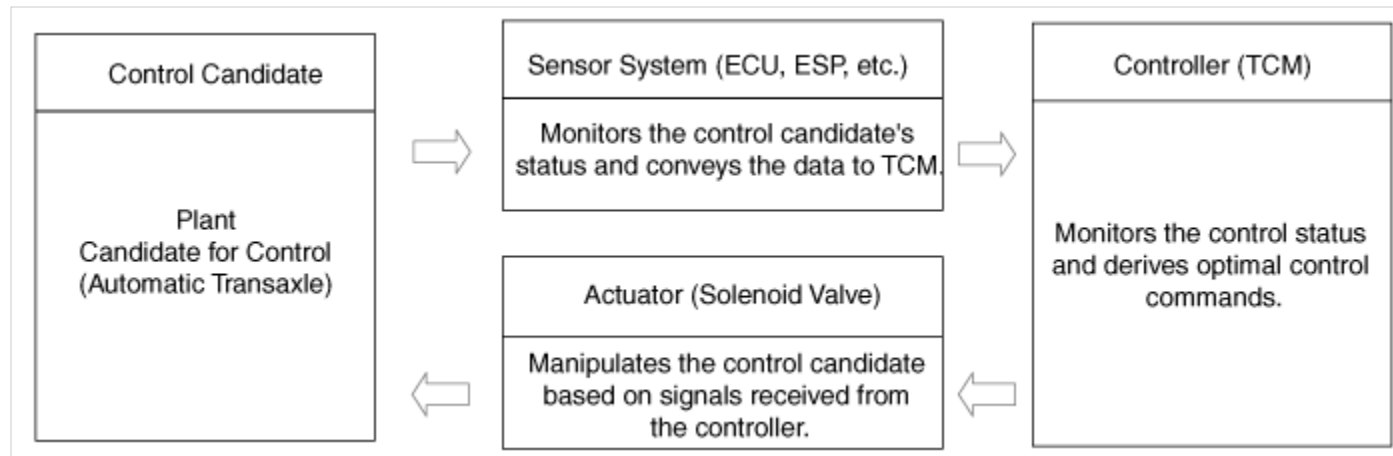 Control Candidate
Plant
Candidate for Control
(Automatic Transaxle)
Sensor System (ECU, ESP, etc.)
Monitors the control candidate's
status and conveys the data to TCM.
Actuator (Solenoid Valve)
Manipulates the control candidate
based on signals received from
the controller.
Controller (TCM)
Monitors the control status
and derives optimal control
commands.